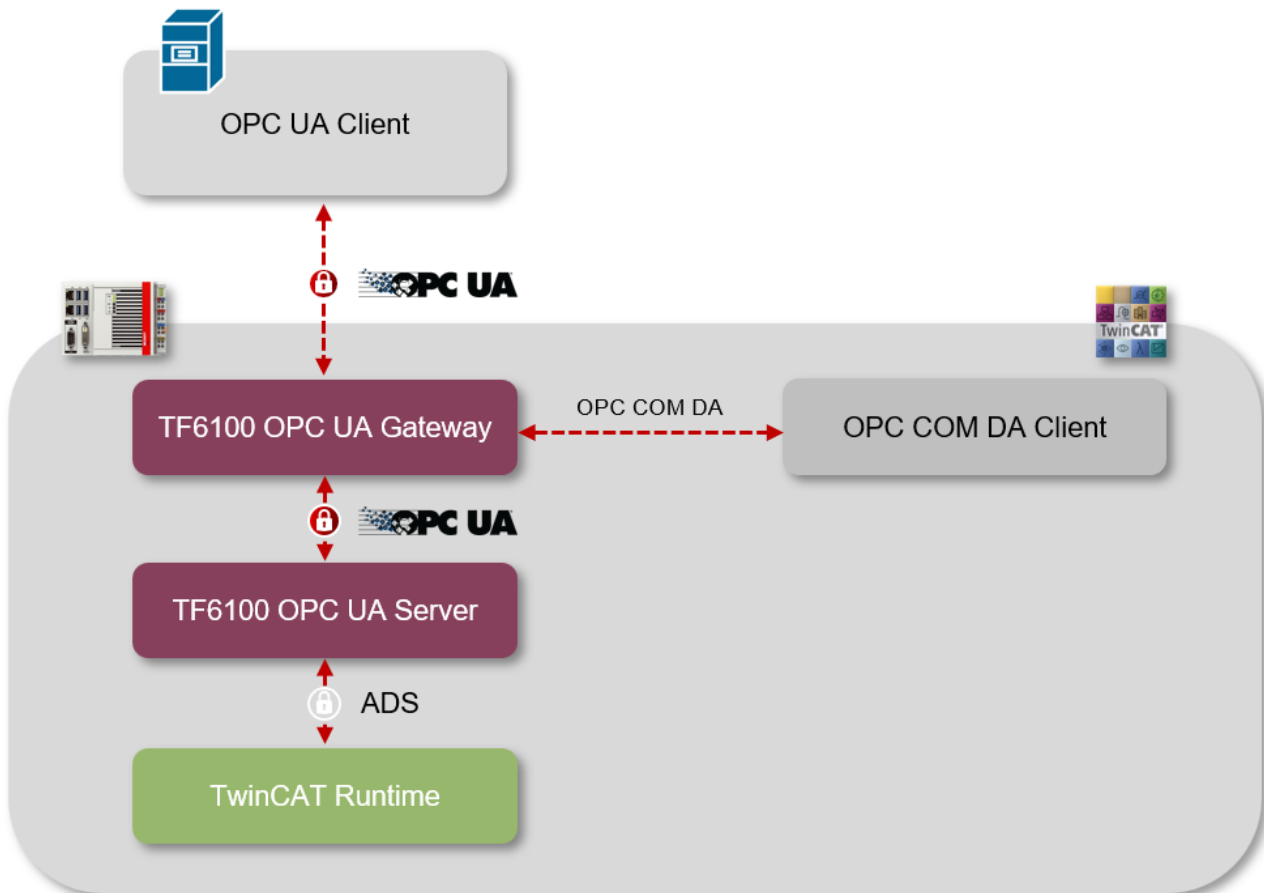 OPC UA Client
OPC UA
TwinCAT
TF6100 OPC UA Gateway
OPC COM DA
OPC COM DA Client
OPC UA
TF6100 OPC UA Server
ADS
TwinCAT Runtime